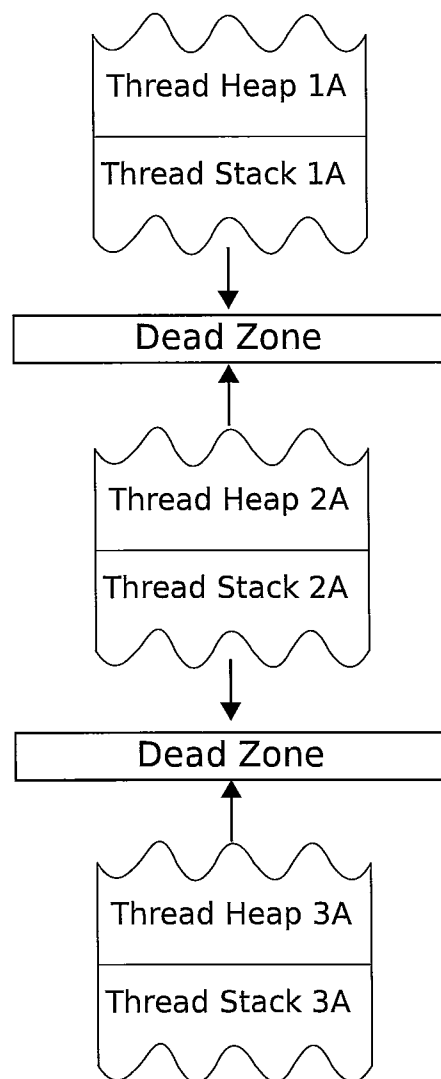 Thread Heap 1A
Thread Stack 1A
Dead Zone
Thread Heap 2A
Thread Stack 2A
Dead Zone
Thread Heap 3A
Thread Stack 3A